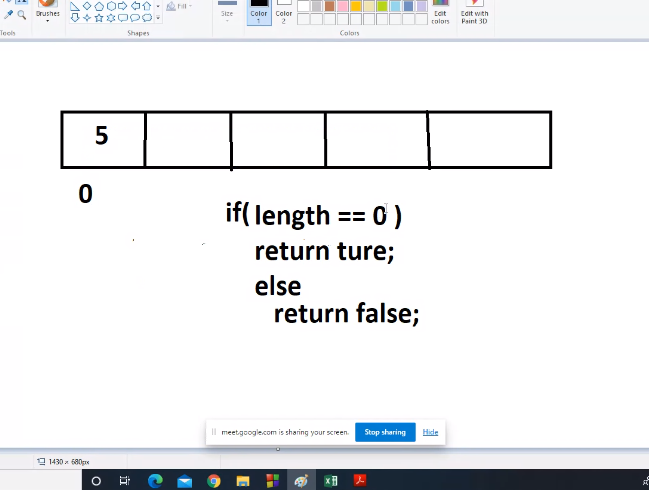 Brushes
Fill
Size
Color
1
Color
2
Edit
colors
Edit with
Paint 3D
Tools
Shapes
Colors
5
0
if( length == 0 )
return ture;
else
return false;
meet.google.com is sharing your screen.
Stop sharing
Hide
1430 × 680px